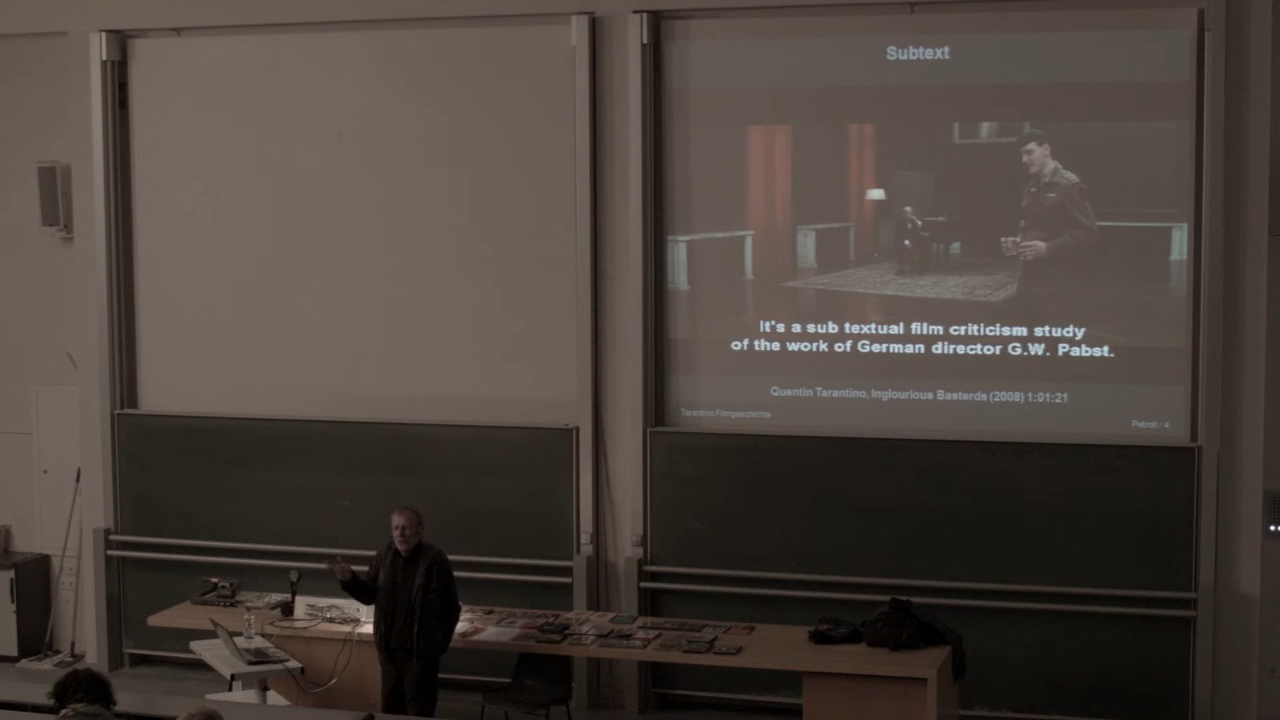 Subtext
It's a sub textual film criticism study
of the work of German director G.W. Pabst.
Quentin Tarantino, Inglourious Basterds (2008) 1:01:21
Tarantino Filmgeschichte
Petroll / 4